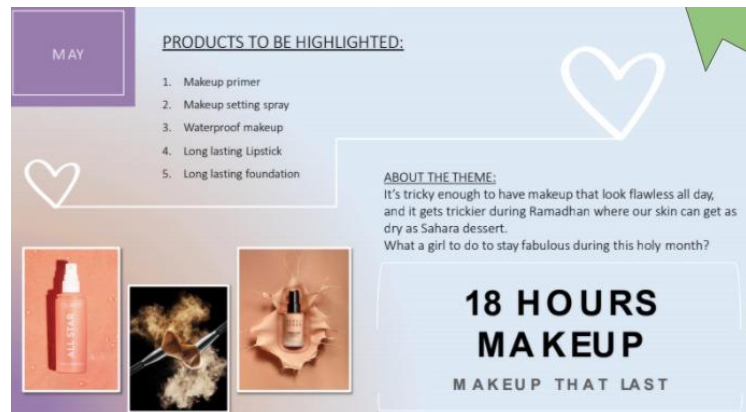 MAY
PRODUCTS TO BE HIGHLIGHTED:
1. Makeup primer
2. Makeup setting spray
3. Waterproof makeup
4. Long lasting Lipstick
5. Long lasting foundation
ABOUT THE THEME:
It's tricky enough to have makeup that look flawless all day,
and it gets trickier during Ramadhan where our skin can get as
dry as Sahara dessert.
What a girl to do to stay fabulous during this holy month?
ALL STAR
18 HOURS
MAKEUP
MAKEUP THAT LAST